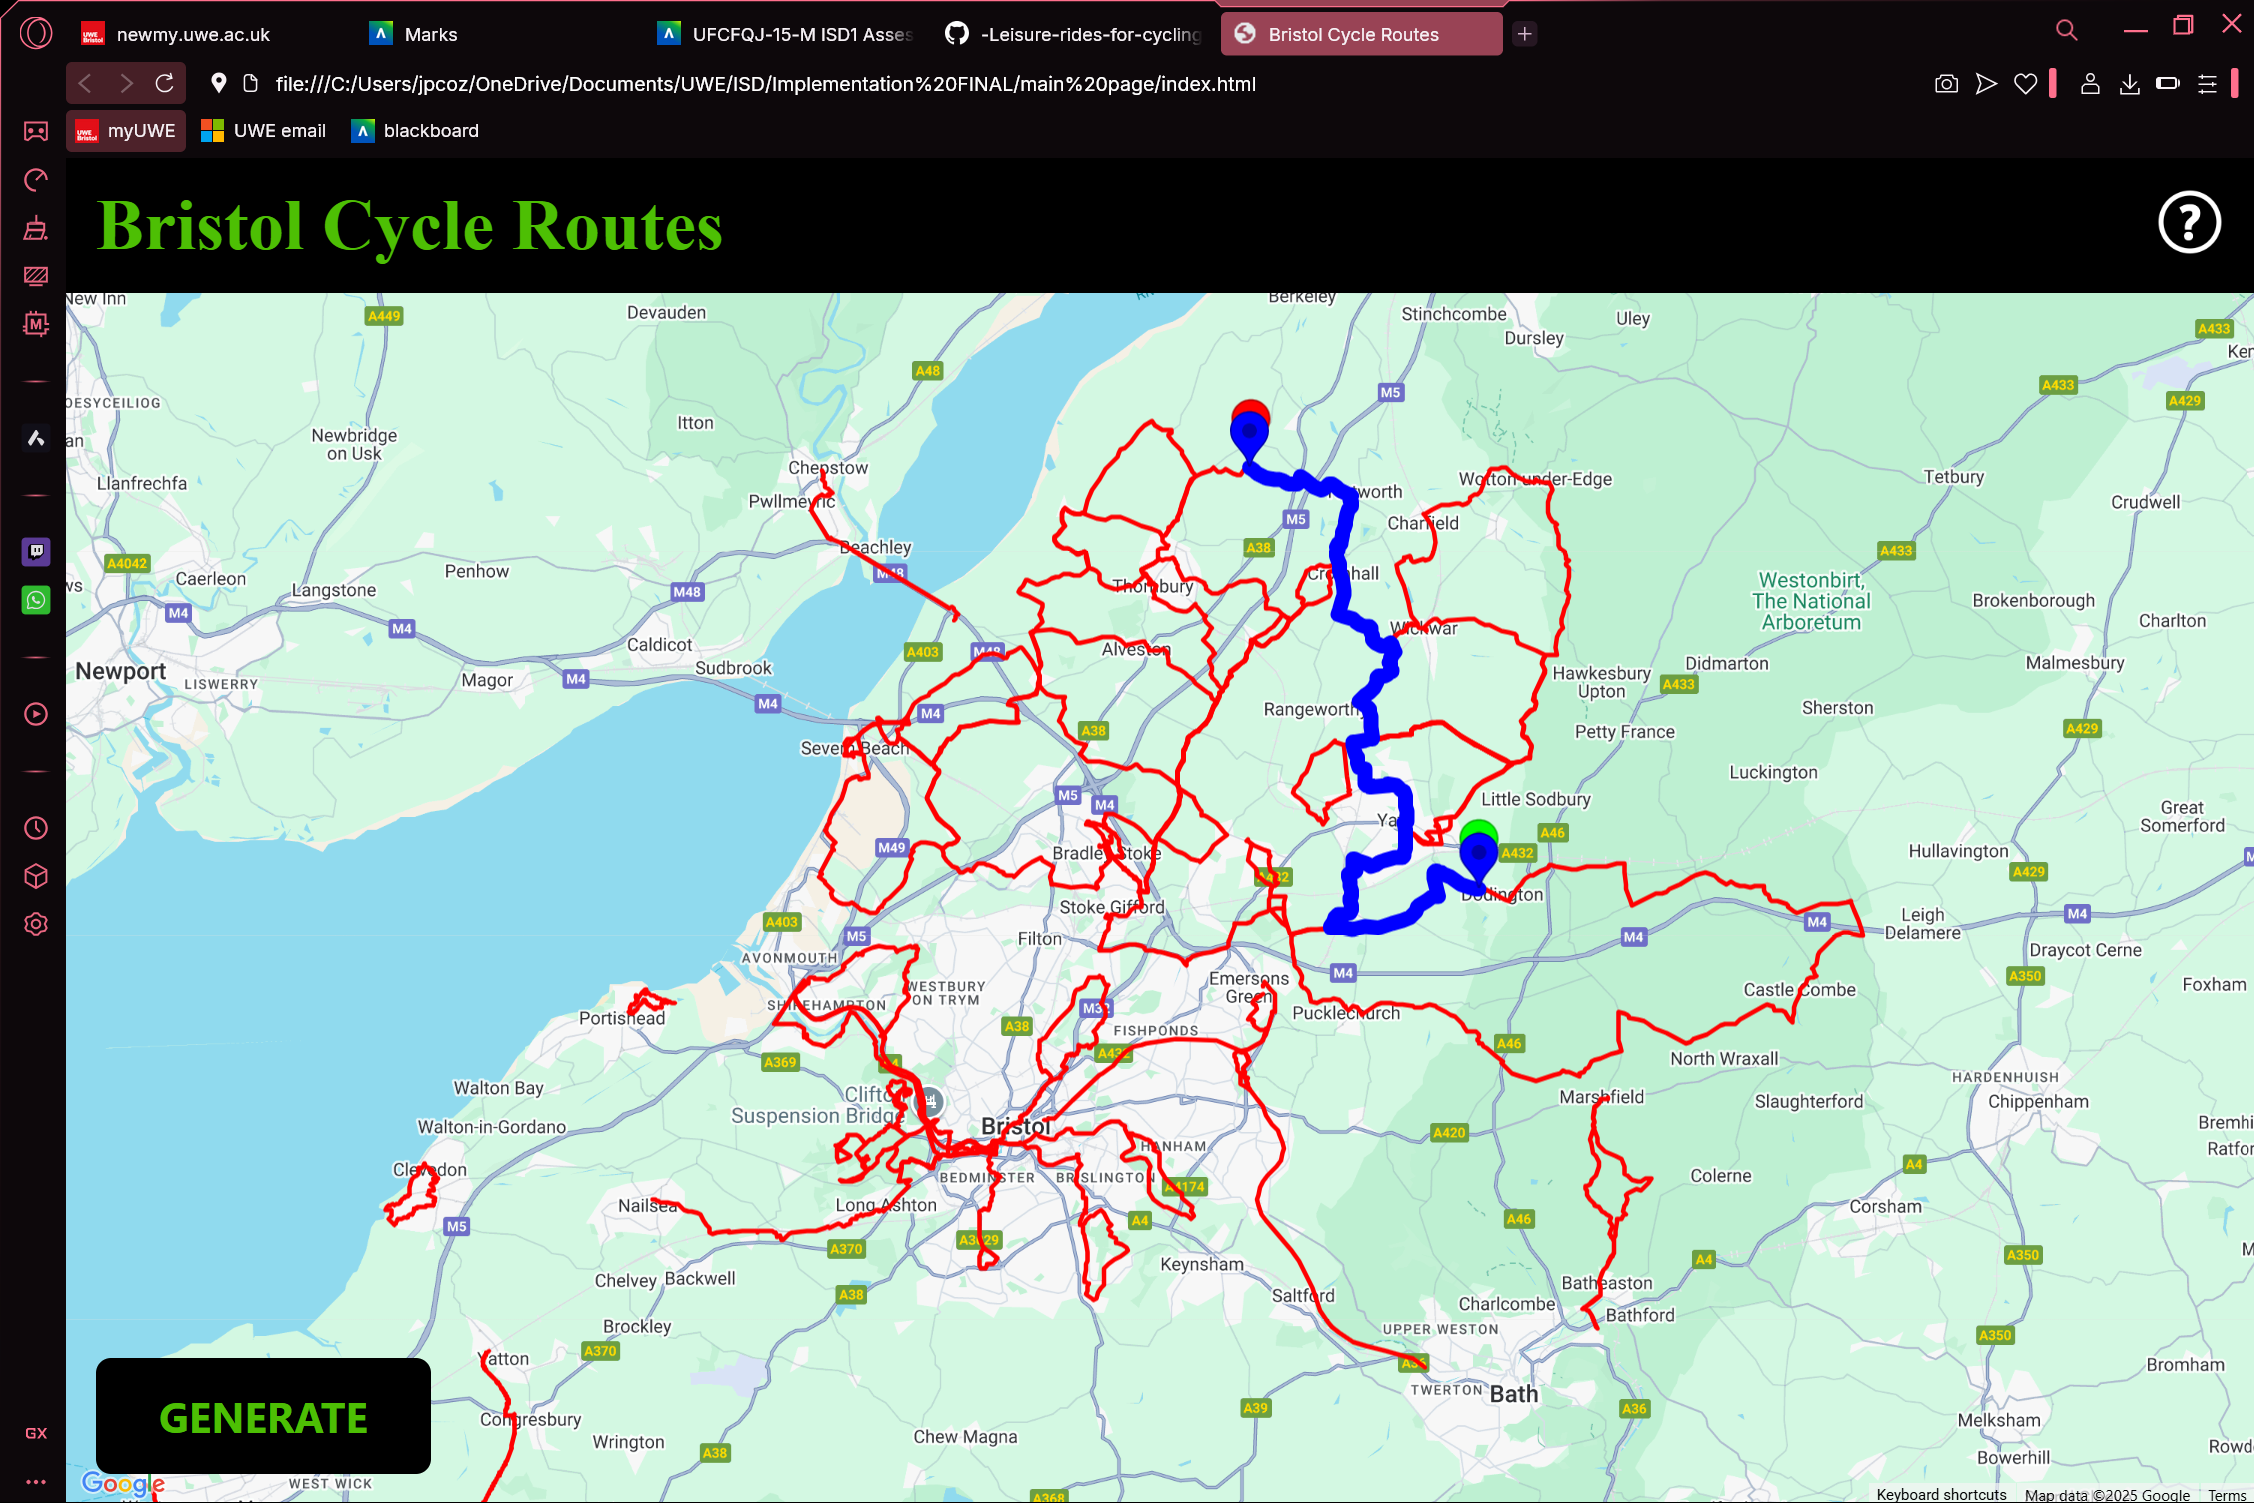 newmy.uwe.ac.uk
Marks
UFCFQJ-15-M ISD1 Asses
-Leisure-rides-for-cycling
Bristol Cycle Routes
file:///C:/Users/jpcoz/OneDrive/Documents/UWE/ISD/Implementation%20FINAL/main%20page/index.html
myUWE
UWE email
blackboard
Bristol Cycle Routes
?
New Inn
A449
Devauden
Berkeley
Stinchcombe
Uley
Dursley
A433
A48
M5
A433
A429
OESYCEILIOG
Itton
Newbridge
on Usk
Chepstow
Llanfrechfa
Pwllmeyric
Wotton-under-Edge
Tetbury
Crudwell
Charfield
M5
A38
Beachley
A4042
Caerleon
Langstone
Penhow
M48
M48
Thornbury
Cromhall
A433
Westonbirt,
The National
Arboretum
Brokenborough
Charlton
M4
M4
Caldicot
Sudbrook
A403
M48
Alveston
Wickwar
Newport
LISWERRY
Magor
M4
M4
M4
Hawkesbury
Upton
Didmarton
A433
Malmesbury
Rangeworthy
Sherston
Severn Beach
A38
Petty France
A429
Luckington
M5
M4
Little Sodbury
Great
Somerford
M49
Bradley Stoke
A46
A432
Hullavington
A429
A432
Stoke Gifford
Dodington
A403
M5
Filton
M4
M4
Leigh
Delamere
M4
Draycot Cerne
AVONMOUTH
M4
A350
Foxham
WESTBURY
ON TRYM
Emersons
Green
SHIREHAMPTON
Portishead
M32
Pucklechurch
Castle Combe
A38
FISHPONDS
A369
A4
A432
A46
North Wraxall
Walton Bay
Clifton
Suspension Bridge
HARDENHUISH
Chippenham
Marshfield
Slaughterford
Walton-in-Gordano
Bristol
A420
Clevedon
HANHAM
BEDMINSTER
BRISLINGTON
A4174
Colerne
A4
Nailsea
Long Ashton
Corsham
M5
A370
A3029
A4
A46
A350
Keynsham
Chelvey
Backwell
A38
Saltford
Batheaston
A4
Charlcombe
Bathford
Brockley
UPPER WESTON
A350
Yatton
A370
A36
TWERTON
Bath
Bromham
GENERATE
Congresbury
Wrington
A38
Chew Magna
A39
A36
Melksham
Bowerhill
GX
Google
WEST WICK
A368
Keyboard shortcuts
Map data ©2025 Google
Terms